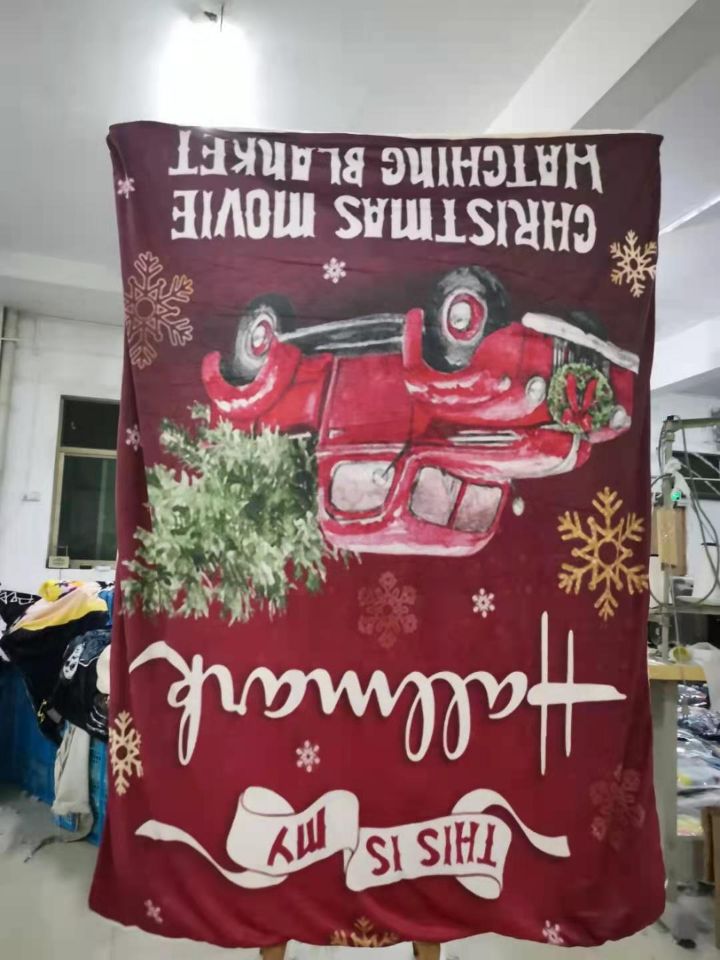 THIS IS MY
Hallmark
CHRISTMAS MOVIE
WATCHING BLANKET